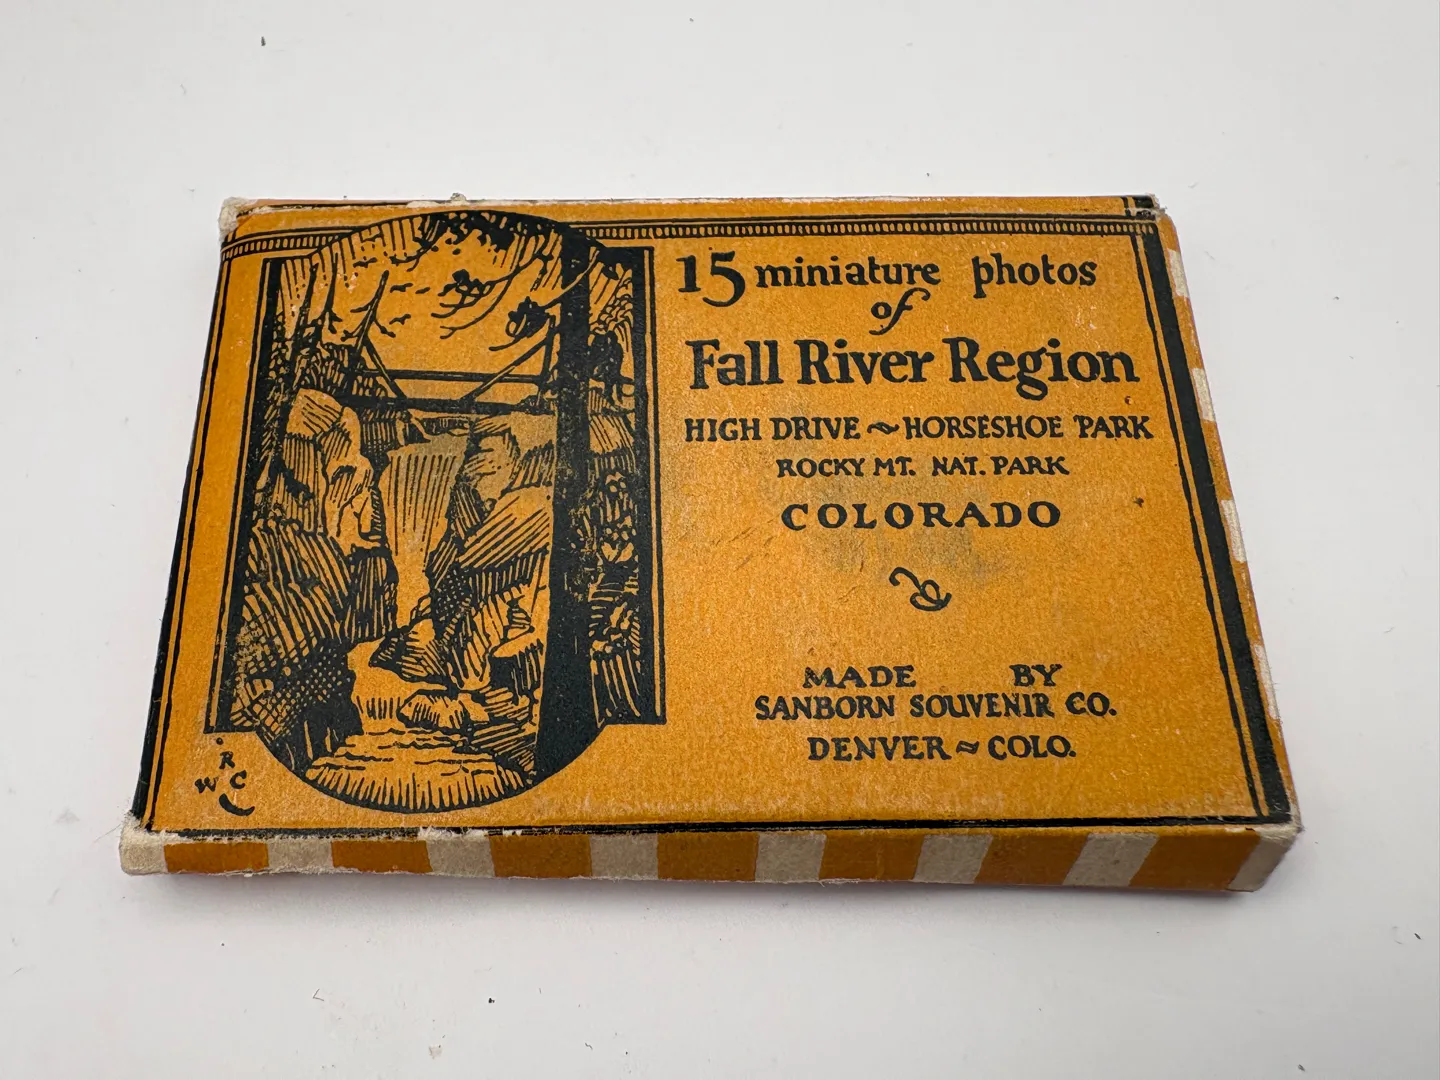 15 miniature photos
of
Fall River Region
HIGH DRIVE ~ HORSESHOE PARK
ROCKY MT. NAT. PARK
COLORADO
MADE BY
SANBORN SOUVENIR CO.
DENVER ~ COLO.
R
W C